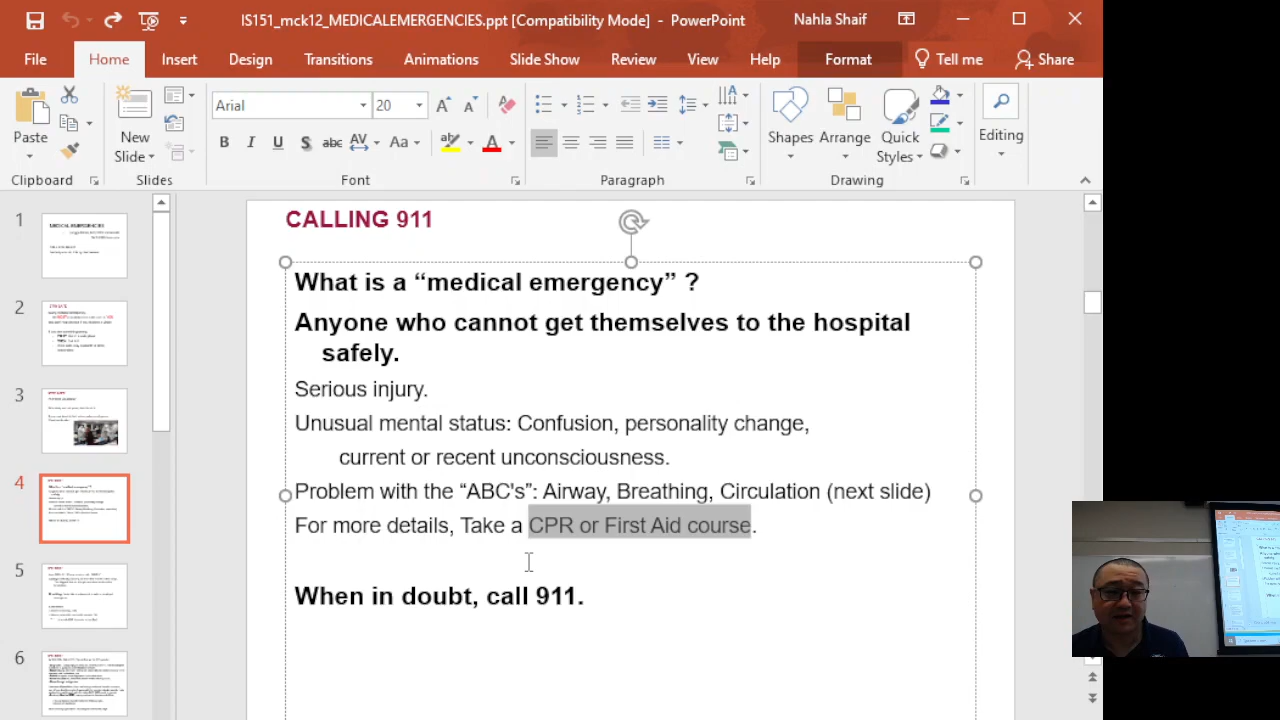 IS151_mck12_MEDICALEMERGENCIES.ppt [Compatibility Mode] - PowerPoint
Nahla Shaif
File Home Insert Design Transitions Animations Slide Show Review View Help Format Tell me Share
Arial 20
Paste New Slide Shapes Arrange Quick Styles Editing
Clipboard Slides Font Paragraph Drawing
1
MEDICAL EMERGENCIES
2
3
4
5
6
CALLING 911
What is a “medical emergency” ?
Anyone who cannot get themselves to the hospital
safely.
Serious injury.
Unusual mental status: Confusion, personality change,
current or recent unconsciousness.
Problem with the “ABCs”: Airway, Breathing, Circulation (next slide)
For more details, Take a CPR or First Aid course.
When in doubt, call 911.